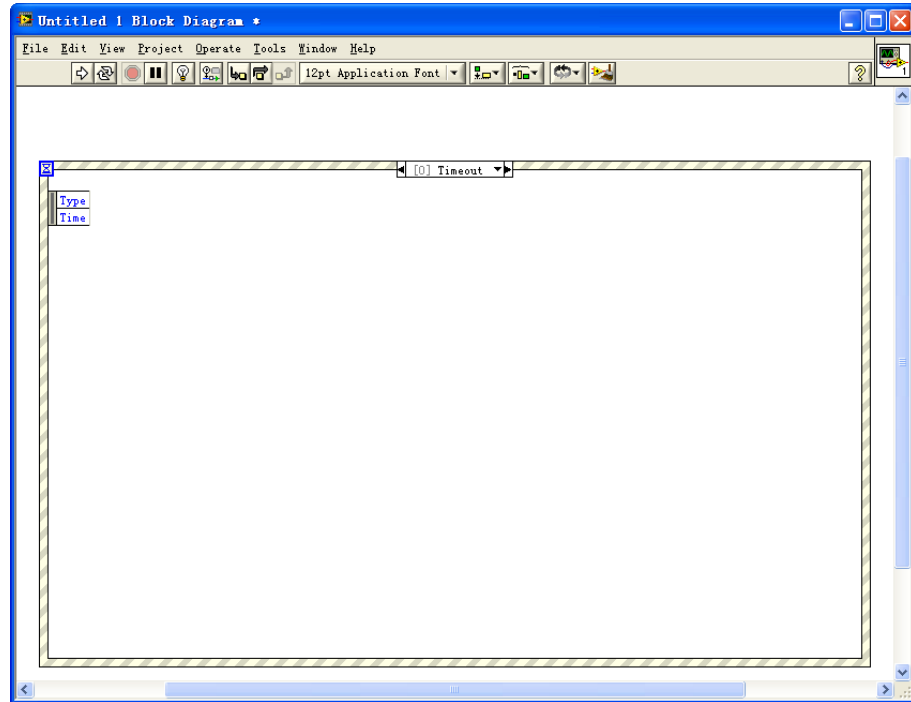 Untitled 1 Block Diagram *
File Edit View Project Operate Tools Window Help
12pt Application Font
?
1
[0] Timeout
Type
Time